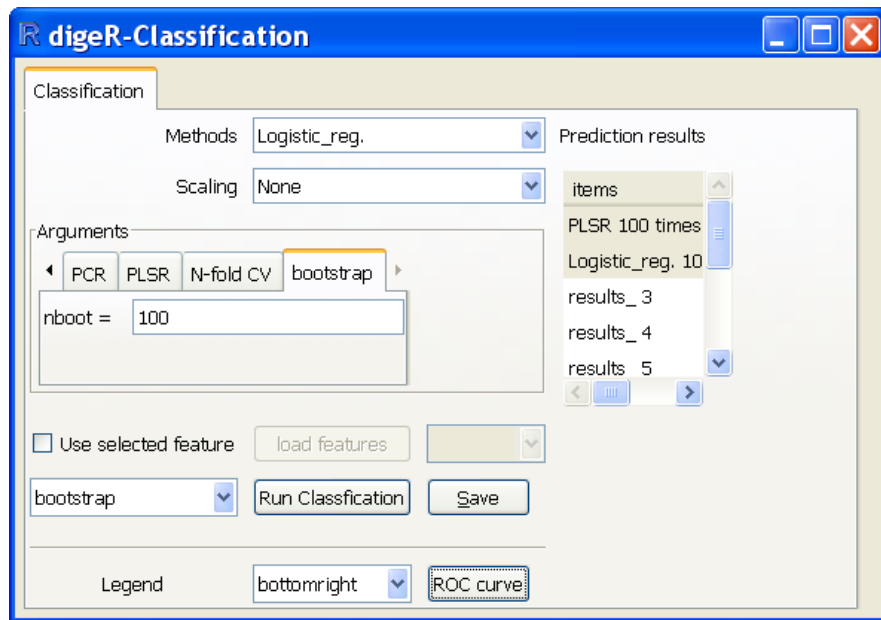 digeR-Classification
Classification
Methods Logistic_reg. Prediction results
Scaling None
items
PLSR 100 times
Logistic_reg. 10
results_ 3
results_ 4
results_ 5
Arguments
PCR PLSR N-fold CV bootstrap
nboot = 100
Use selected feature load features
bootstrap Run Classfication Save
Legend bottomright ROC curve